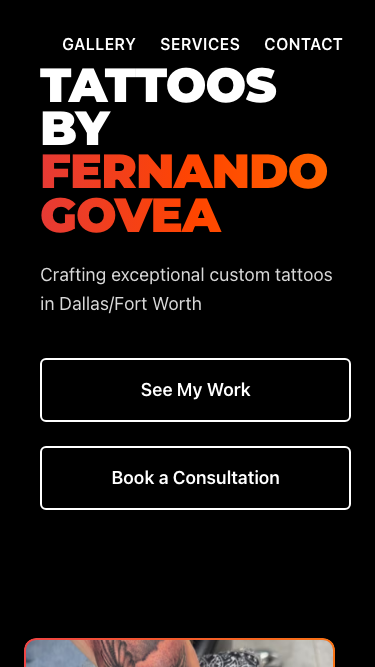 GALLERY SERVICES CONTACT
TATTOOS
BY
FERNANDO
GOVEA
Crafting exceptional custom tattoos
in Dallas/Fort Worth
See My Work
Book a Consultation